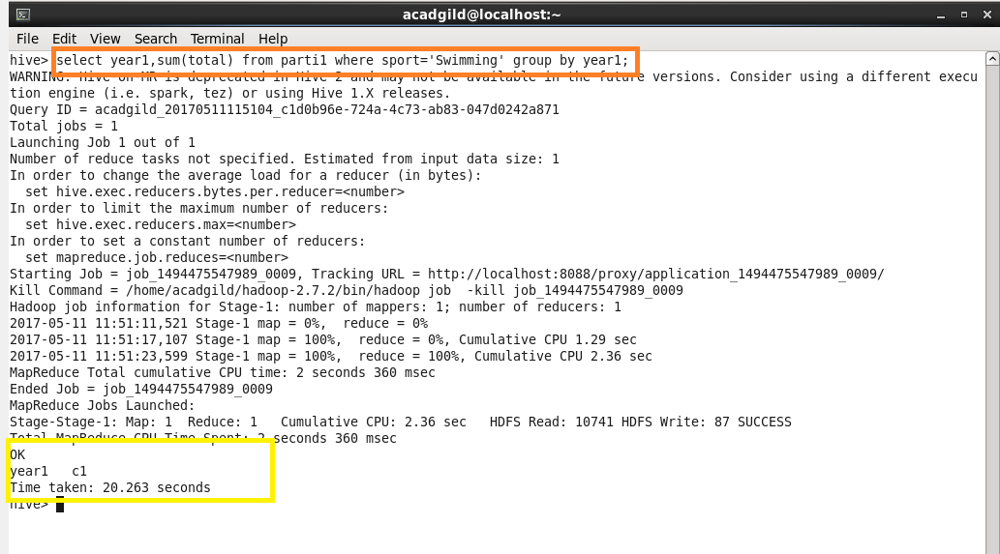 acadgild@localhost:~
File Edit View Search Terminal Help
hive> select year1,sum(total) from parti1 where sport='Swimming' group by year1;
WARNING: Hive-on-MR is deprecated in Hive 2 and may not be available in the future versions. Consider using a different execu
tion engine (i.e. spark, tez) or using Hive 1.X releases.
Query ID = acadgild_20170511115104_c1d0b96e-724a-4c73-ab83-047d0242a871
Total jobs = 1
Launching Job 1 out of 1
Number of reduce tasks not specified. Estimated from input data size: 1
In order to change the average load for a reducer (in bytes):
  set hive.exec.reducers.bytes.per.reducer=<number>
In order to limit the maximum number of reducers:
  set hive.exec.reducers.max=<number>
In order to set a constant number of reducers:
  set mapreduce.job.reduces=<number>
Starting Job = job_1494475547989_0009, Tracking URL = http://localhost:8088/proxy/application_1494475547989_0009/
Kill Command = /home/acadgild/hadoop-2.7.2/bin/hadoop job  -kill job_1494475547989_0009
Hadoop job information for Stage-1: number of mappers: 1; number of reducers: 1
2017-05-11 11:51:11,521 Stage-1 map = 0%,  reduce = 0%
2017-05-11 11:51:17,107 Stage-1 map = 100%,  reduce = 0%, Cumulative CPU 1.29 sec
2017-05-11 11:51:23,599 Stage-1 map = 100%,  reduce = 100%, Cumulative CPU 2.36 sec
MapReduce Total cumulative CPU time: 2 seconds 360 msec
Ended Job = job_1494475547989_0009
MapReduce Jobs Launched:
Stage-Stage-1: Map: 1  Reduce: 1   Cumulative CPU: 2.36 sec   HDFS Read: 10741 HDFS Write: 87 SUCCESS
Total MapReduce CPU Time Spent: 2 seconds 360 msec
OK
year1   c1
Time taken: 20.263 seconds
hive>